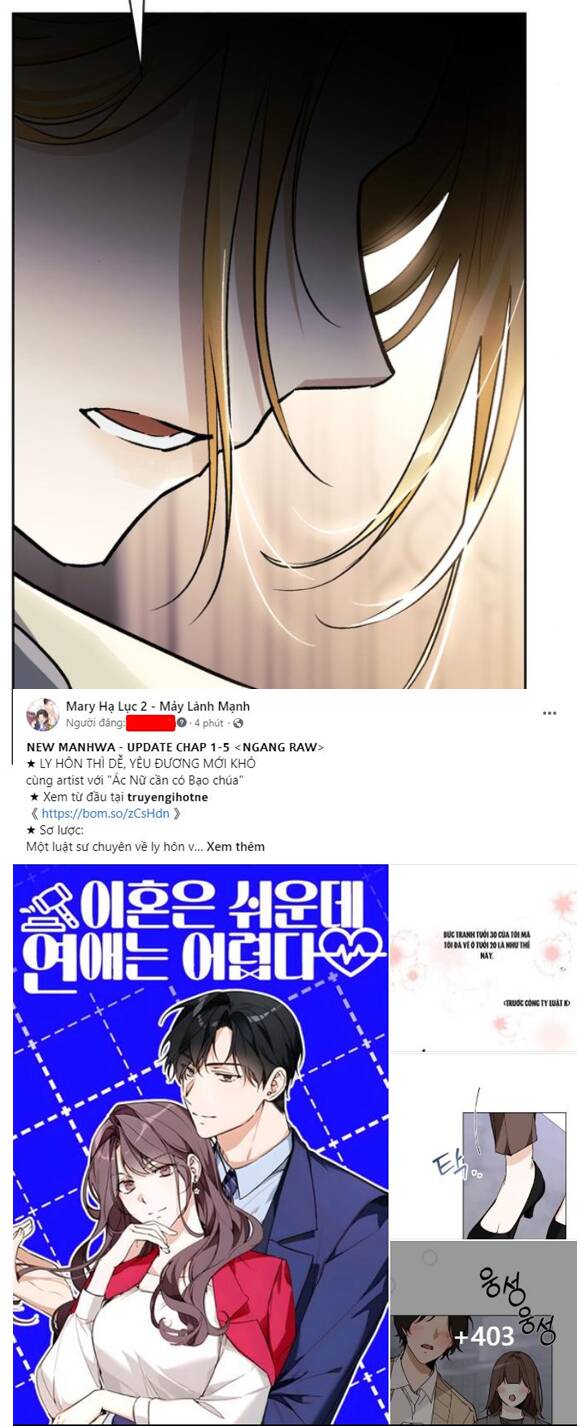 Mary Hạ Lục 2 - Mảy Lảnh Mạnh
Người đăng: · 4 phút ·
NEW MANHWA - UPDATE CHAP 1-5 <NGANG RAW>
★ LY HÔN THÌ DỄ, YÊU ĐƯƠNG MỚI KHÓ
cùng artist với "Ác Nữ cần có Bạo chúa"
★ Xem từ đầu tại truyengihotne
《 https://bom.so/zCsHdn 》
★ Sơ lược:
Một luật sư chuyên về ly hôn v... Xem thêm
이혼은 쉬운데
연애는 어렵다
BỨC TRANH TUỔI 30 CỦA TÔI MÀ
TÔI ĐÃ VẼ Ở TUỔI 20 LÀ NHƯ THẾ
NÀY.
<TRƯỚC CÔNG TY LUẬT K>
탁
웅성
웅성
+403